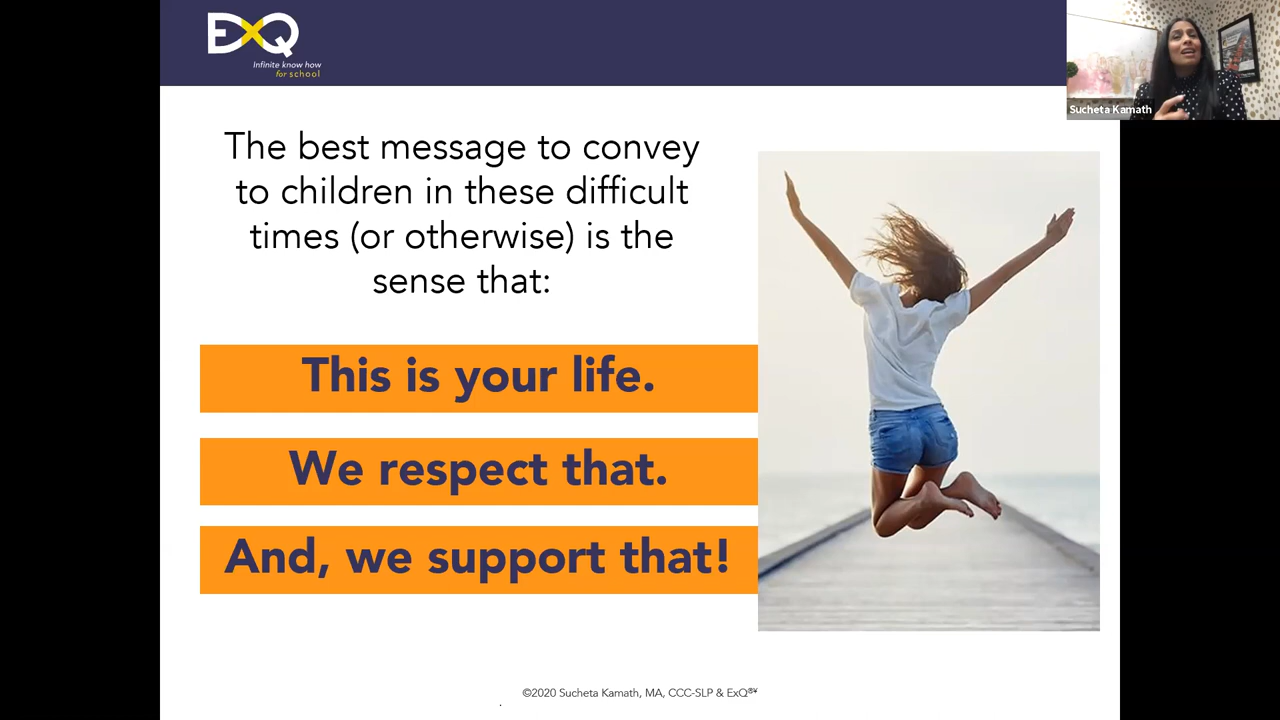 EXQ
Infinite know how
for school
Sucheta Kamath
The best message to convey
to children in these difficult
times (or otherwise) is the
sense that:
This is your life.
We respect that.
And, we support that!
©2020 Sucheta Kamath, MA, CCC-SLP & ExQ®¥